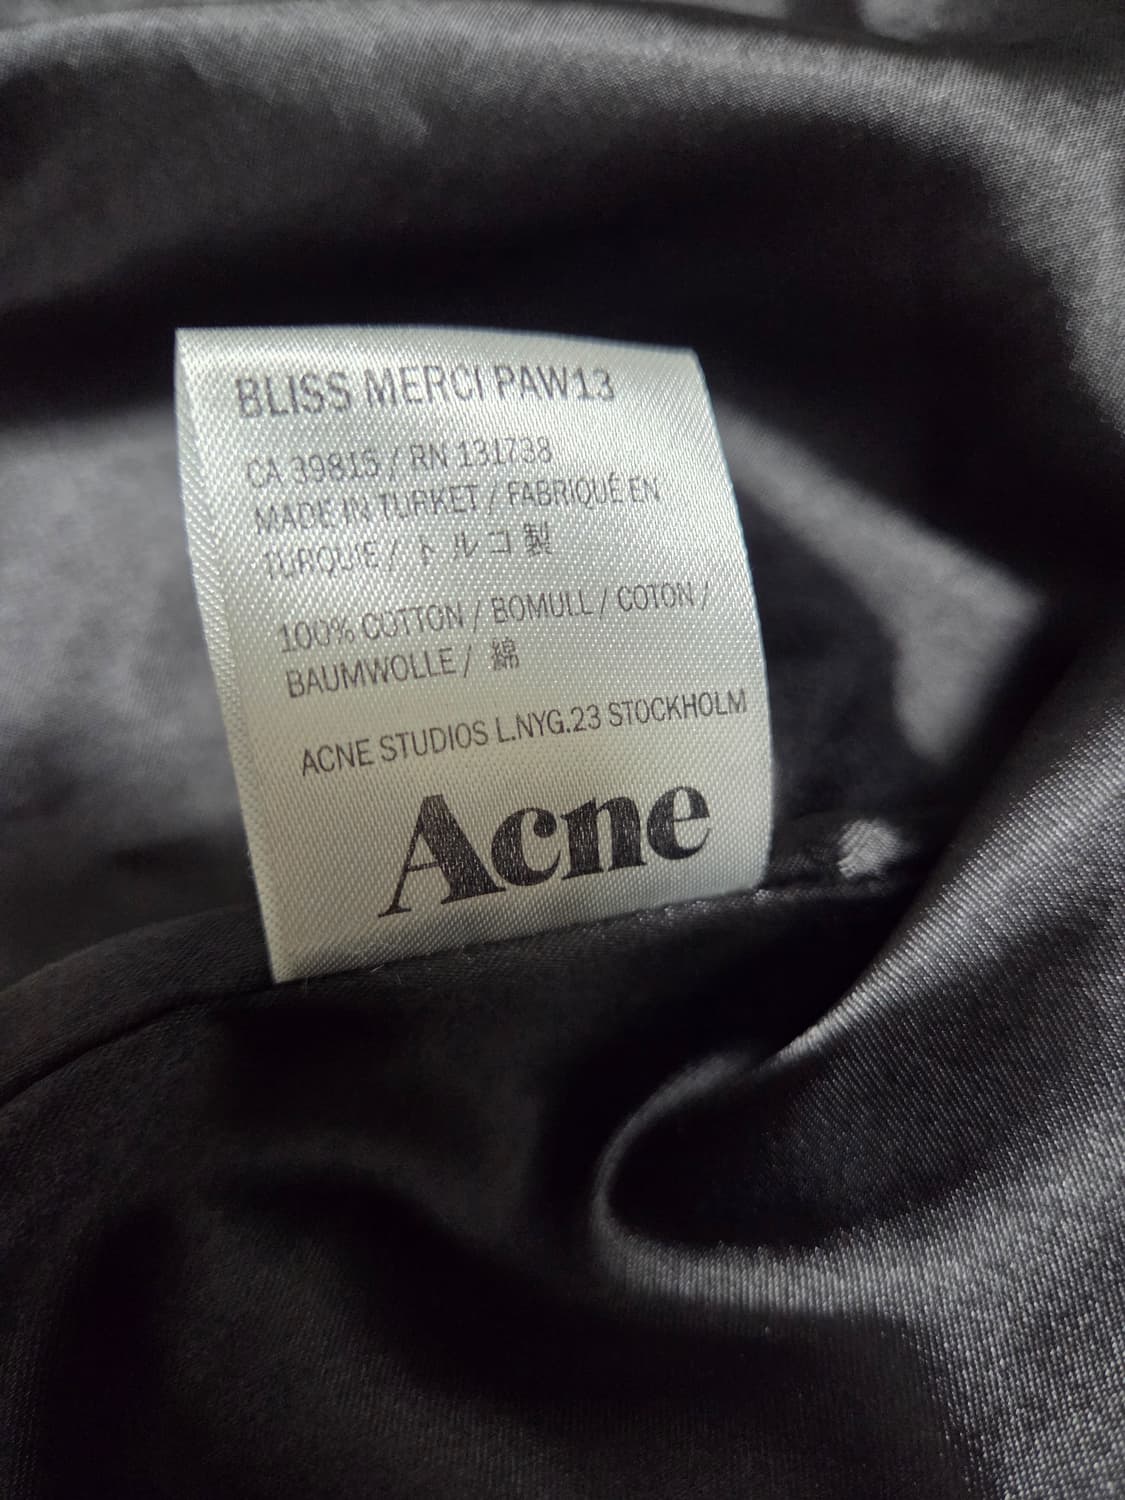 BLISS MERCI PAW13
CA 39815 / RN 131738
MADE IN TURKEY / FABRIQUÉ EN
TURQUIE / トルコ製
100% COTTON / BOMULL / COTON /
BAUMWOLLE / 綿
ACNE STUDIOS L.NYG.23 STOCKHOLM
Acne